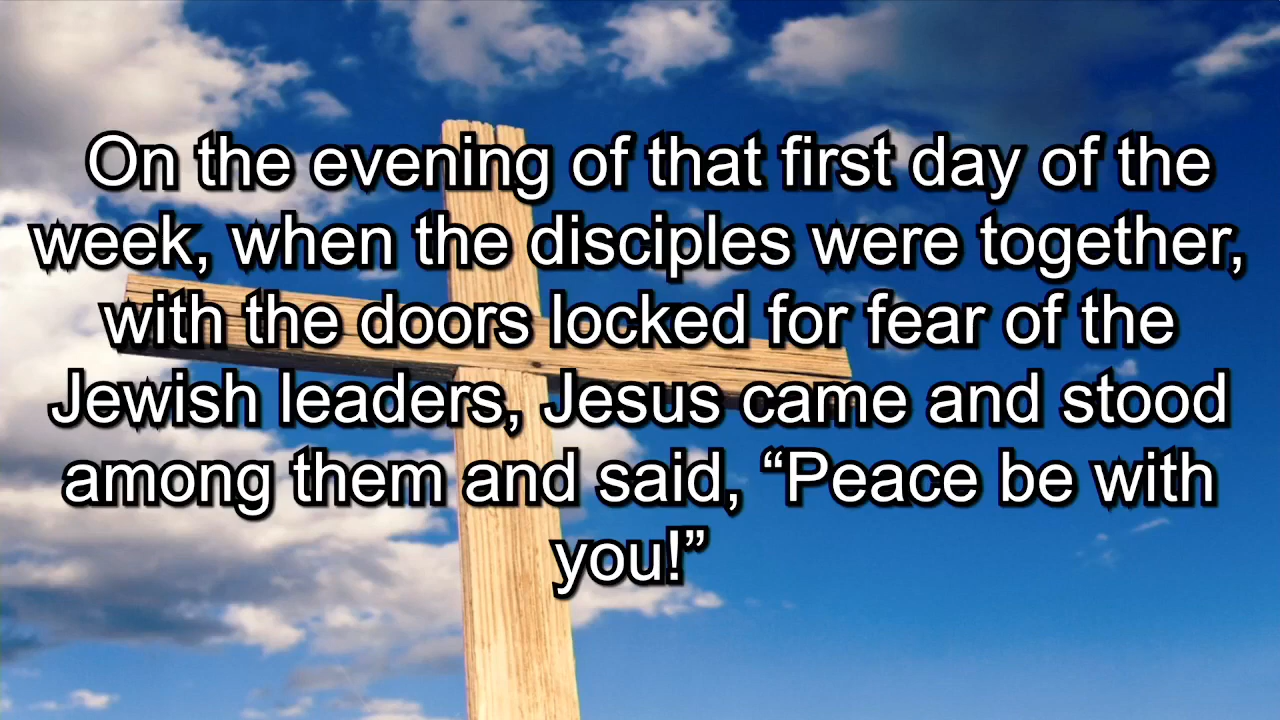 On the evening of that first day of the
week, when the disciples were together,
with the doors locked for fear of the
Jewish leaders, Jesus came and stood
among them and said, “Peace be with
you!”